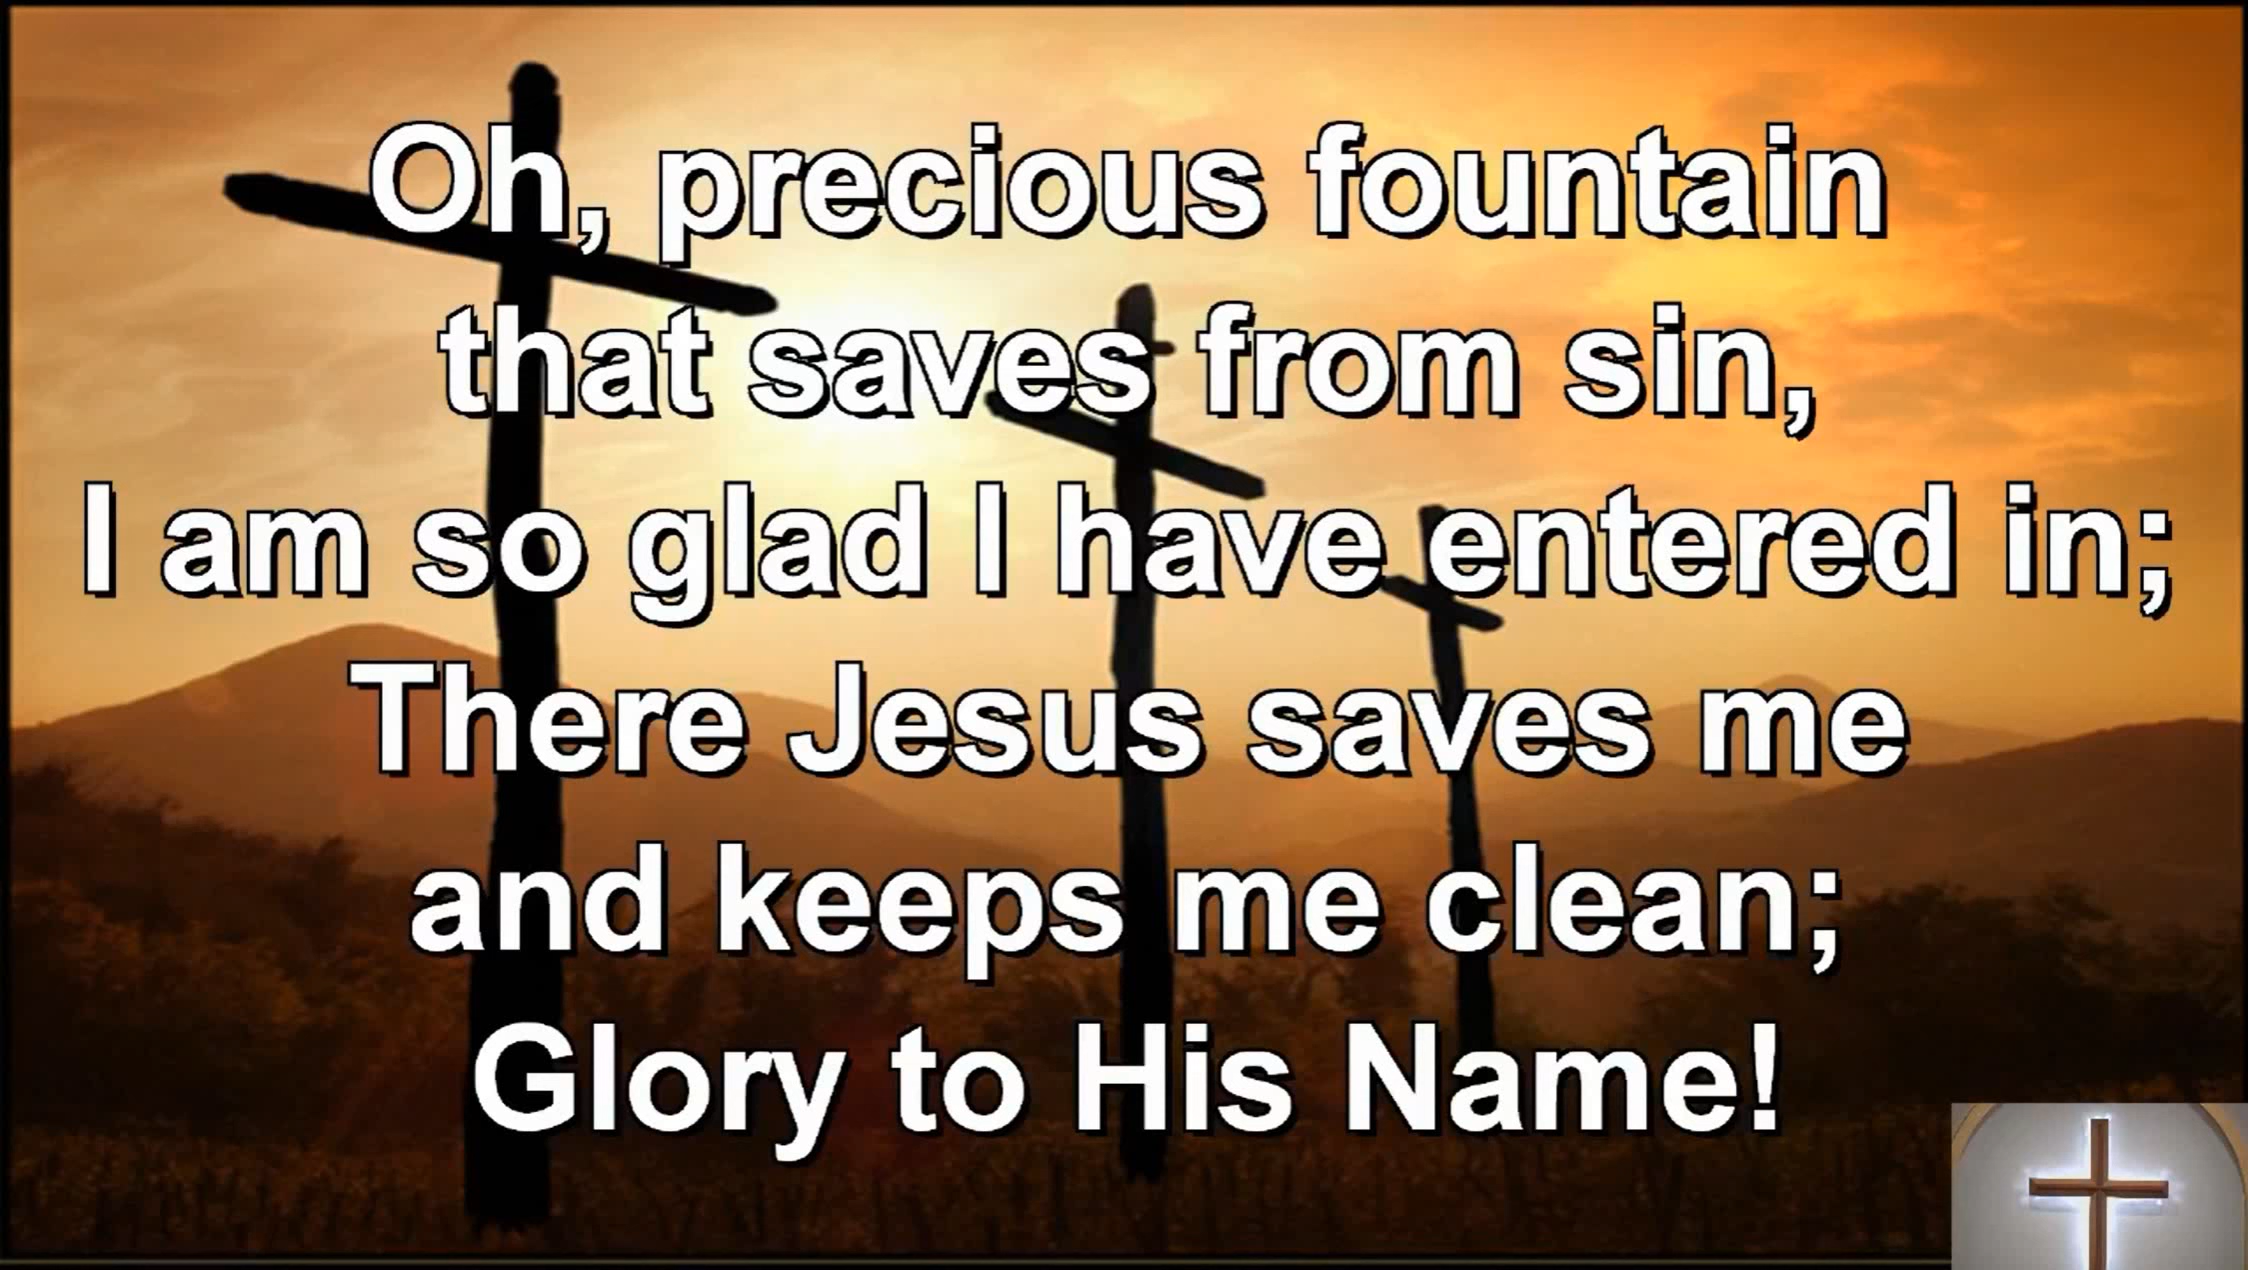 Oh, precious fountain
that saves from sin,
I am so glad I have entered in;
There Jesus saves me
and keeps me clean;
Glory to His Name!